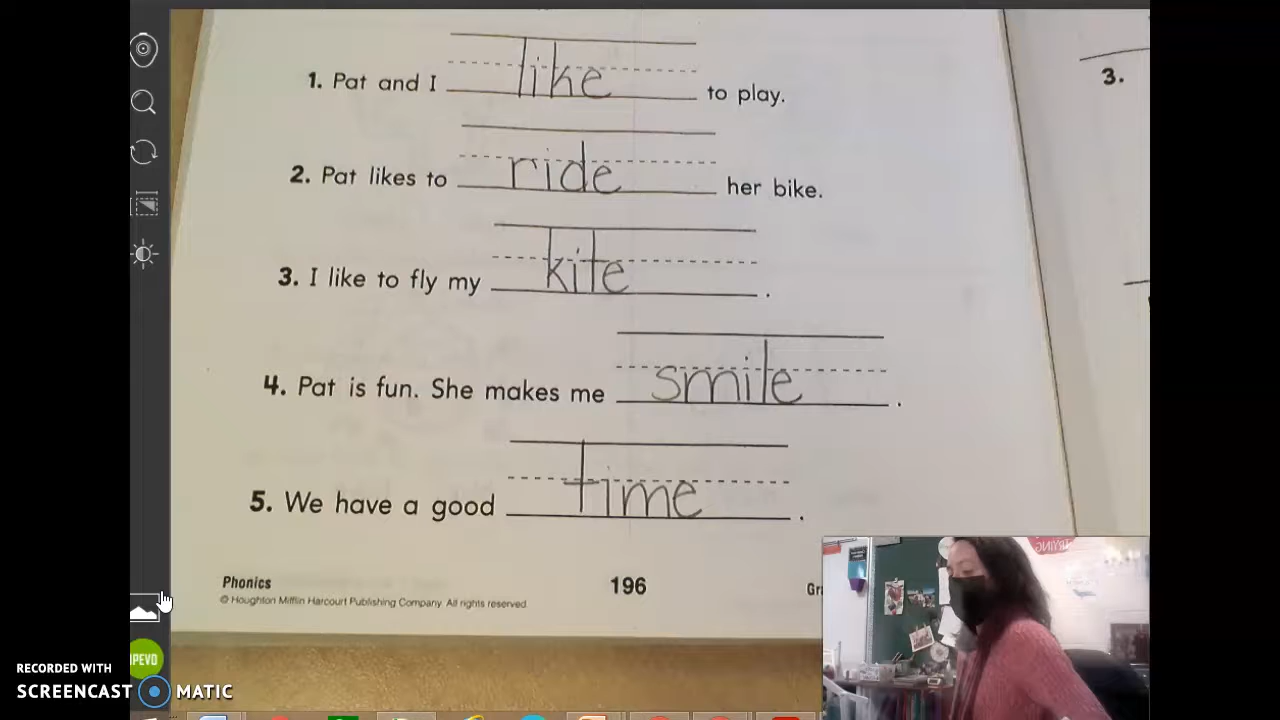 1. Pat and I like to play.
3.
2. Pat likes to ride her bike.
3. I like to fly my kite.
4. Pat is fun. She makes me smile.
5. We have a good time.
Phonics
196
© Houghton Mifflin Harcourt Publishing Company. All rights reserved.
RECORDED WITH
SCREENCAST MATIC